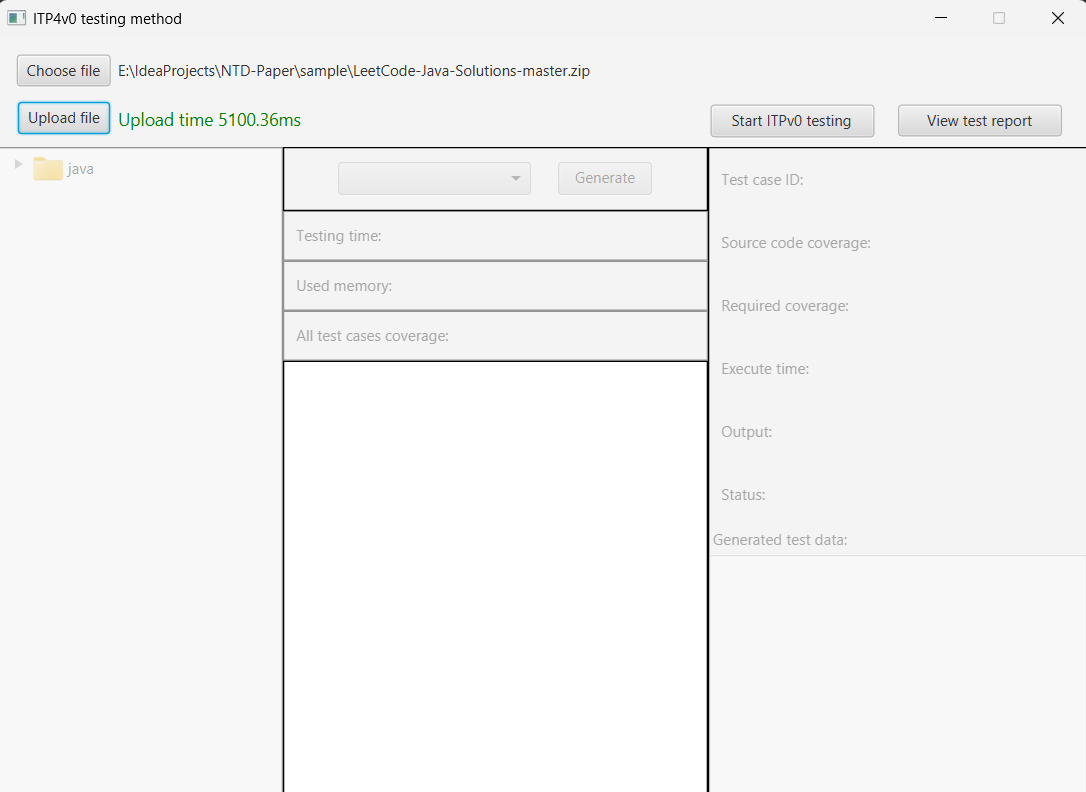 ITP4v0 testing method
Choose file E:\IdeaProjects\NTD-Paper\sample\LeetCode-Java-Solutions-master.zip
Upload file Upload time 5100.36ms
Start ITPv0 testing View test report
java
Generate
Testing time:
Used memory:
All test cases coverage:
Test case ID:
Source code coverage:
Required coverage:
Execute time:
Output:
Status:
Generated test data: